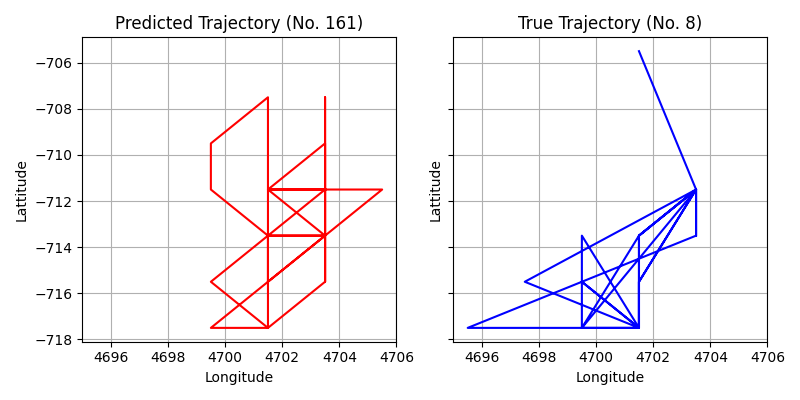 Predicted Trajectory (No. 161)
True Trajectory (No. 8)
−706
−708
−710
−712
−714
−716
−718
Lattitude
Lattitude
4696 4698 4700 4702 4704 4706
4696 4698 4700 4702 4704 4706
Longitude
Longitude